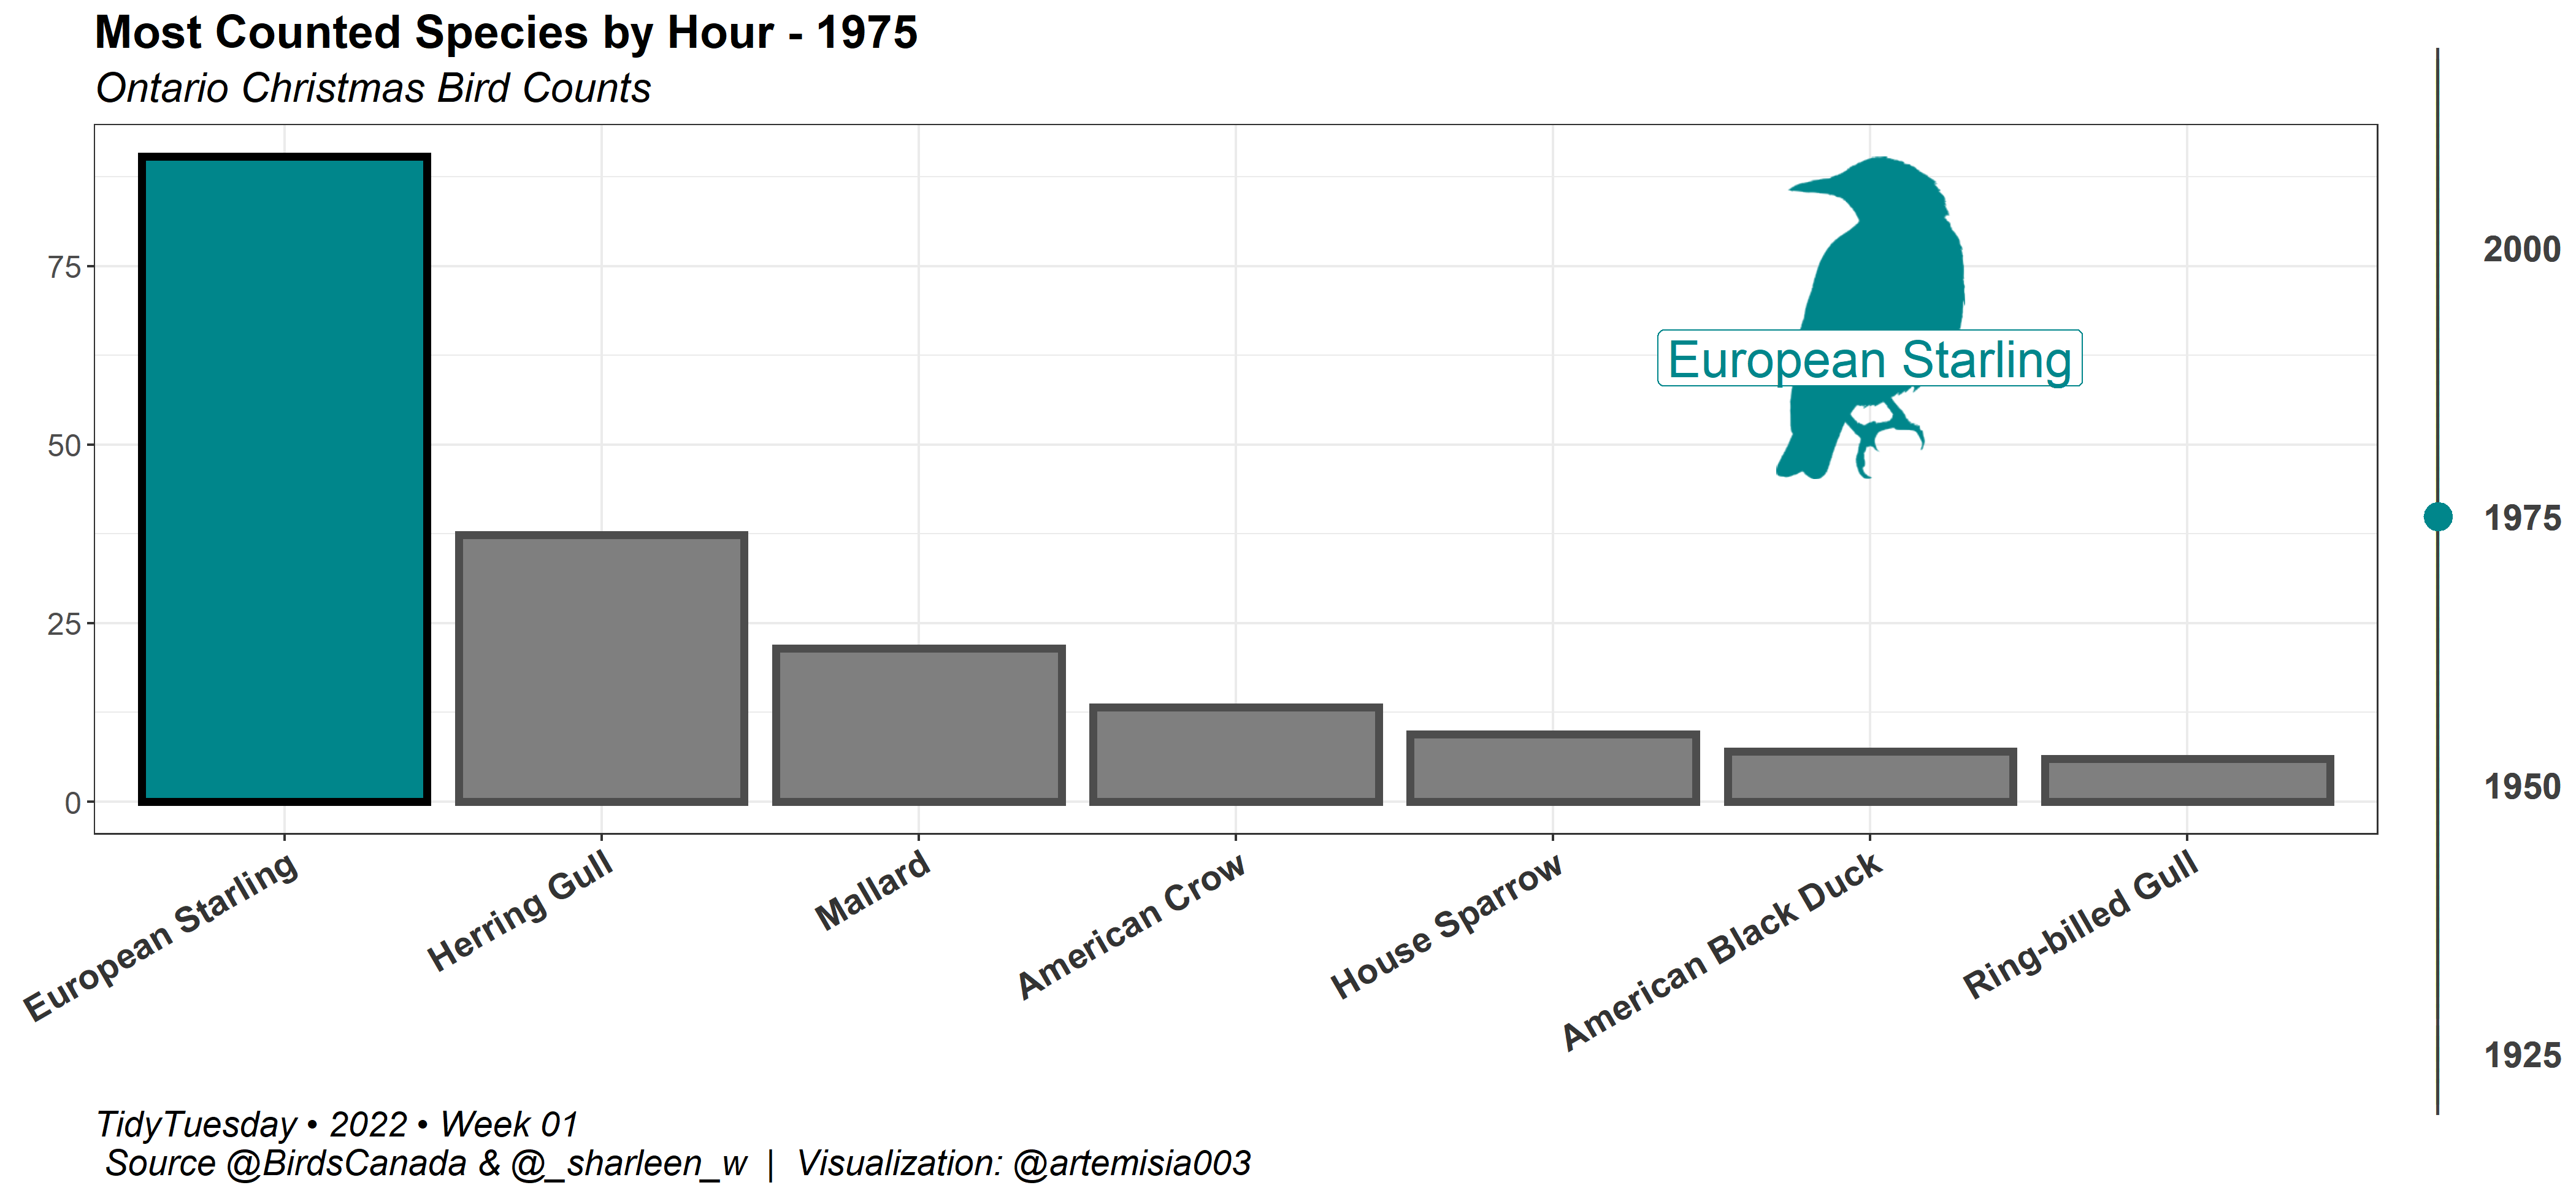 Most Counted Species by Hour - 1975
Ontario Christmas Bird Counts
75
50
25
0
European Starling
2000
1975
1950
1925
European Starling
Herring Gull
Mallard
American Crow
House Sparrow
American Black Duck
Ring-billed Gull
TidyTuesday • 2022 • Week 01
Source @BirdsCanada & @_sharleen_w | Visualization: @artemisia003